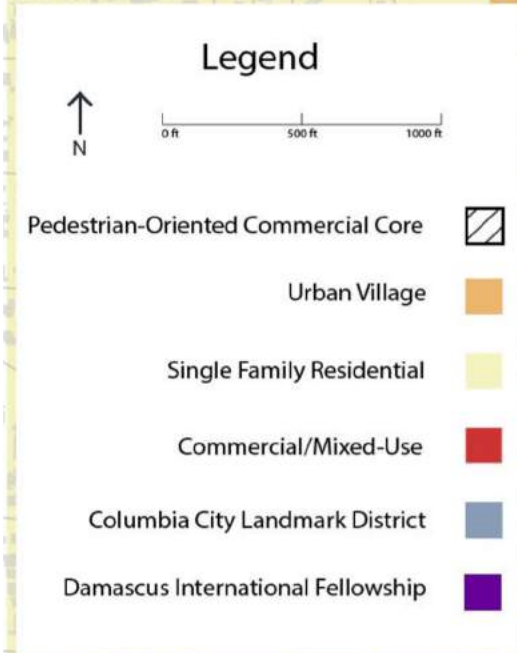 Legend
N
0 ft 500 ft 1000 ft
Pedestrian-Oriented Commercial Core
Urban Village
Single Family Residential
Commercial/Mixed-Use
Columbia City Landmark District
Damascus International Fellowship